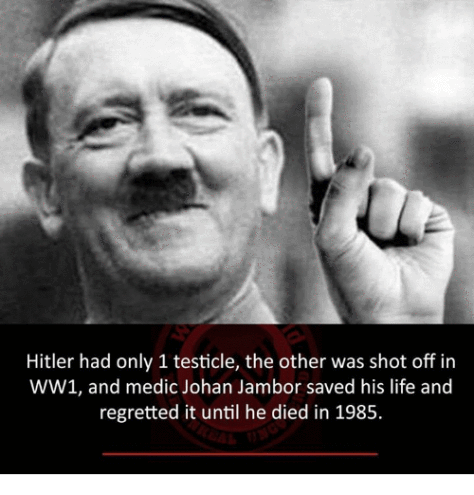 Hitler had only 1 testicle, the other was shot off in
WW1, and medic Johan Jambor saved his life and
regretted it until he died in 1985.